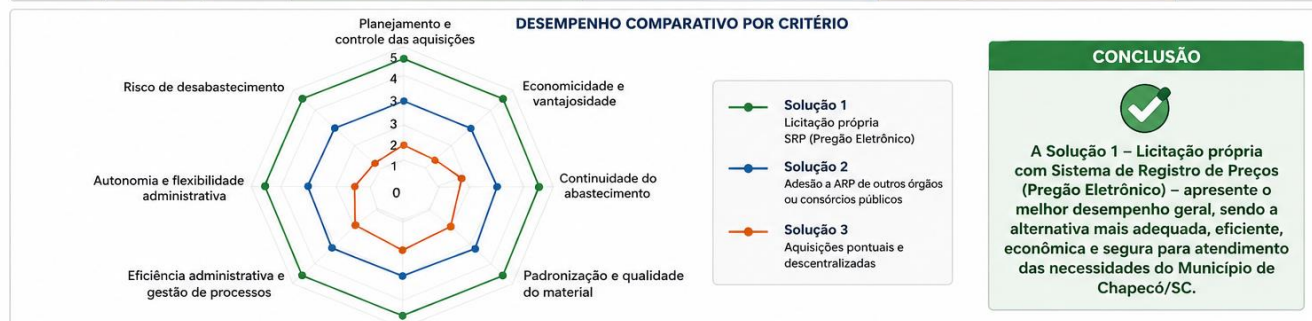 DESEMPENHO COMPARATIVO POR CRITÉRIO
Planejamento e
controle das aquisições
Economicidade e
vantajosidade
Continuidade do
abastecimento
Padronização e qualidade
do material
Eficiência administrativa e
gestão de processos
Autonomia e flexibilidade
administrativa
Risco de desabastecimento
5
4
3
3
2
1
0
Solução 1
Licitação própria
SRP (Pregão Eletrônico)
Solução 2
Adesão a ARP de outros órgãos
ou consórcios públicos
Solução 3
Aquisições pontuais e
descentralizadas
CONCLUSÃO
A Solução 1 – Licitação própria
com Sistema de Registro de Preços
(Pregão Eletrônico) – apresente o
melhor desempenho geral, sendo a
alternativa mais adequada, eficiente,
econômica e segura para atendimento
das necessidades do Município de
Chapecó/SC.